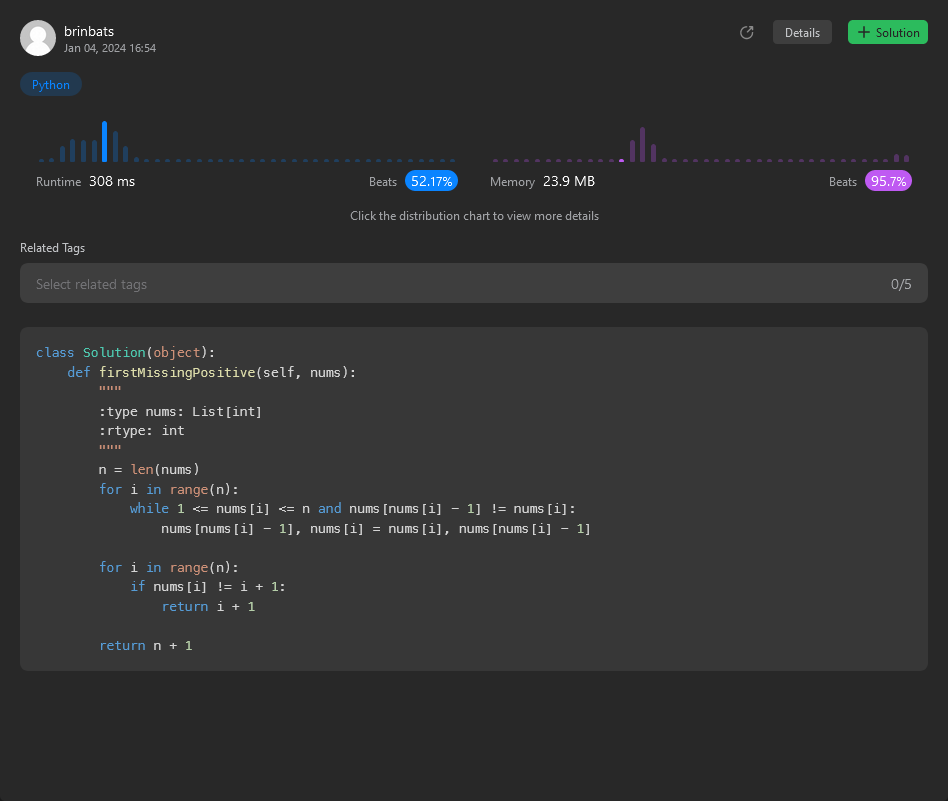 brinbats
Jan 04, 2024 16:54
Details
+ Solution
Python
Runtime 308 ms
Beats 52.17%
Memory 23.9 MB
Beats 95.7%
Click the distribution chart to view more details
Related Tags
Select related tags
0/5
class Solution(object):
    def firstMissingPositive(self, nums):
        """
        :type nums: List[int]
        :rtype: int
        """
        n = len(nums)
        for i in range(n):
            while 1 <= nums[i] <= n and nums[nums[i] - 1] != nums[i]:
                nums[nums[i] - 1], nums[i] = nums[i], nums[nums[i] - 1]

        for i in range(n):
            if nums[i] != i + 1:
                return i + 1

        return n + 1